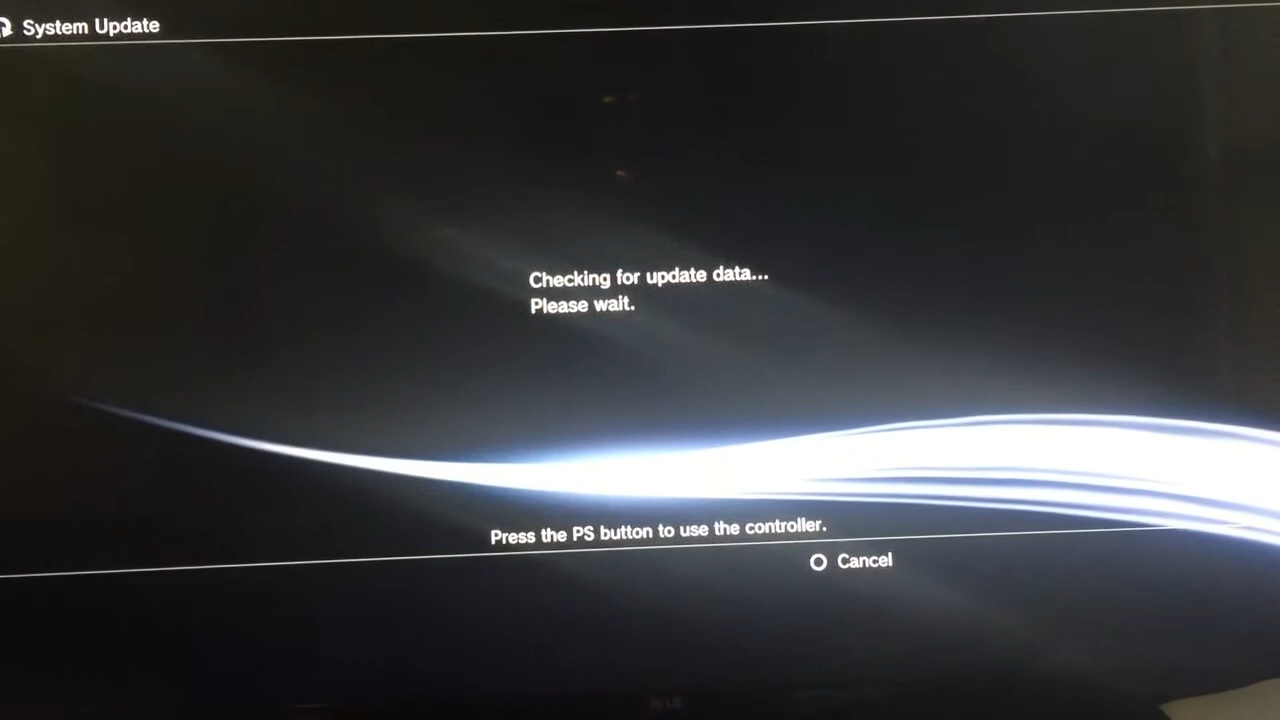 System Update
Checking for update data...
Please wait.
Press the PS button to use the controller.
Cancel